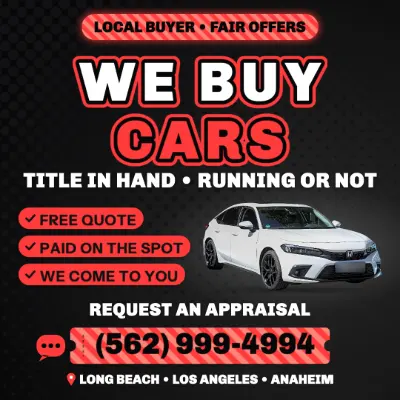 LOCAL BUYER • FAIR OFFERS
WE BUY
CARS
TITLE IN HAND • RUNNING OR NOT
FREE QUOTE
PAID ON THE SPOT
WE COME TO YOU
REQUEST AN APPRAISAL
(562) 999-4994
LONG BEACH • LOS ANGELES • ANAHEIM